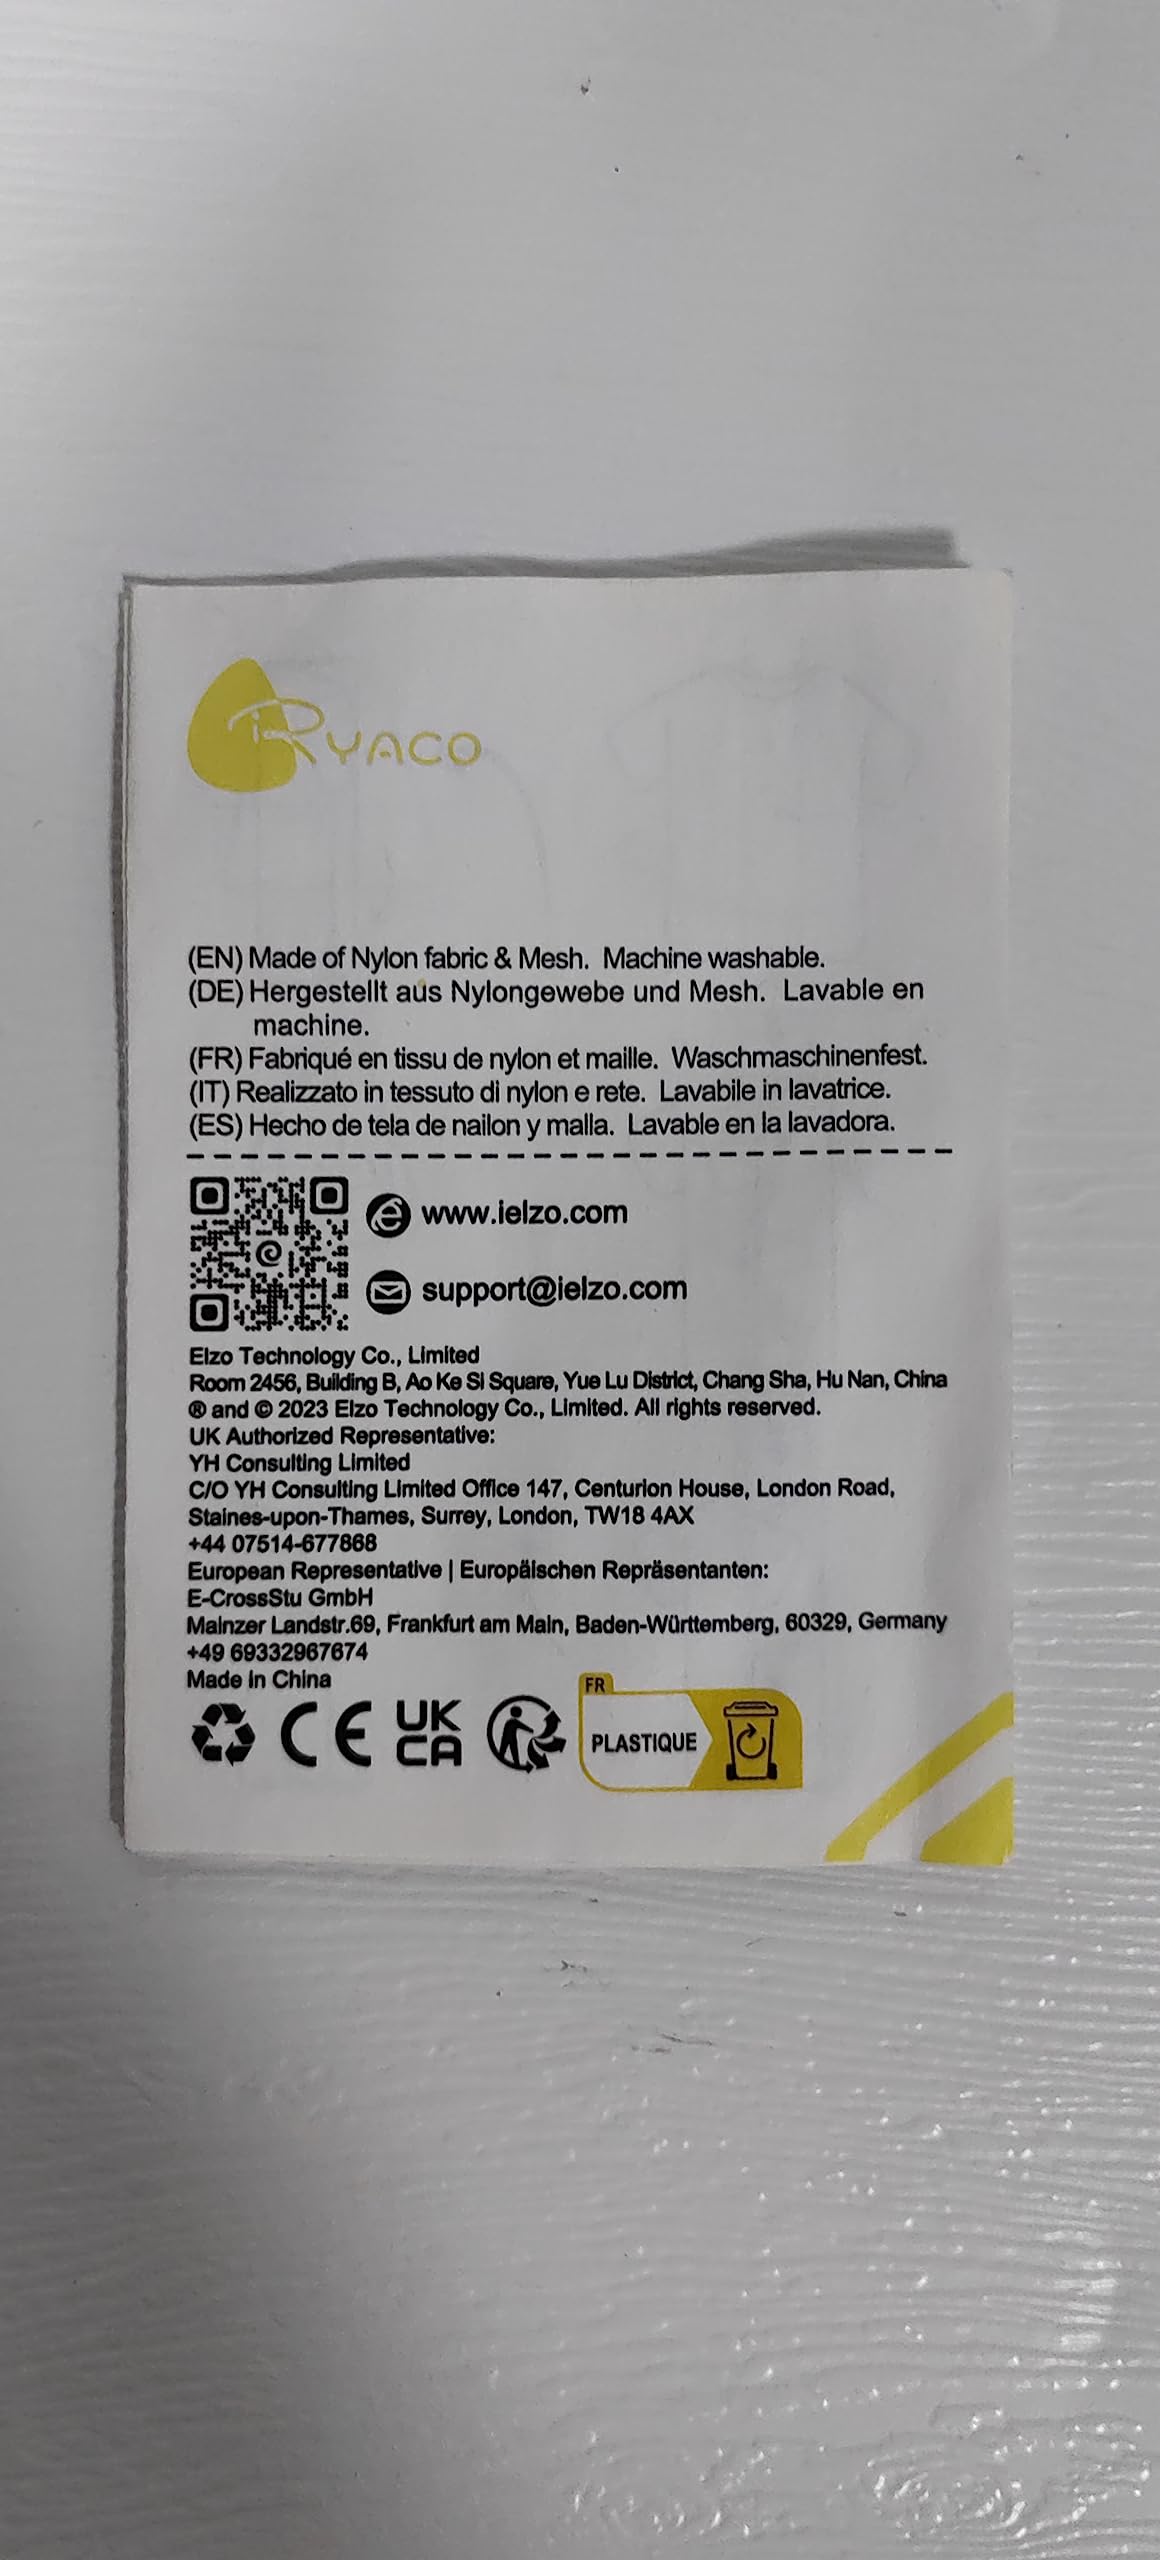 RYACO
(EN) Made of Nylon fabric & Mesh. Machine washable.
(DE) Hergestellt aus Nylongewebe und Mesh. Lavable en
machine.
(FR) Fabriqué en tissu de nylon et maille. Waschmaschinenfest.
(IT) Realizzato in tessuto di nylon e rete. Lavabile in lavatrice.
(ES) Hecho de tela de nailon y malla. Lavable en la lavadora.
www.ielzo.com
support@ielzo.com
Elzo Technology Co., Limited
Room 2456, Building B, Ao Ke Si Square, Yue Lu District, Chang Sha, Hu Nan, China
® and © 2023 Elzo Technology Co., Limited. All rights reserved.
UK Authorized Representative:
YH Consulting Limited
C/O YH Consulting Limited Office 147, Centurion House, London Road,
Staines-upon-Thames, Surrey, London, TW18 4AX
+44 07514-677868
European Representative | Europäischen Repräsentanten:
E-CrossStu GmbH
Mainzer Landstr.69, Frankfurt am Main, Baden-Württemberg, 60329, Germany
+49 69332967674
Made in China
CE UK
CA
FR
PLASTIQUE